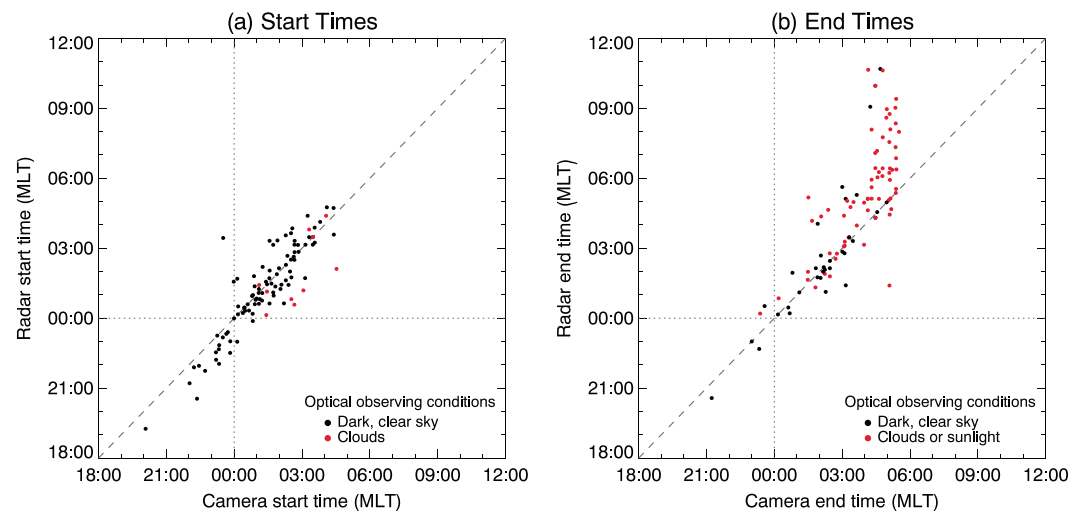 (a) Start Times
12:00
09:00
06:00
03:00
00:00
21:00
18:00
Radar start time (MLT)
Optical observing conditions
Dark, clear sky
Clouds
18:00 21:00 00:00 03:00 06:00 09:00 12:00
Camera start time (MLT)
(b) End Times
12:00
09:00
06:00
03:00
00:00
21:00
18:00
Radar end time (MLT)
Optical observing conditions
Dark, clear sky
Clouds or sunlight
18:00 21:00 00:00 03:00 06:00 09:00 12:00
Camera end time (MLT)